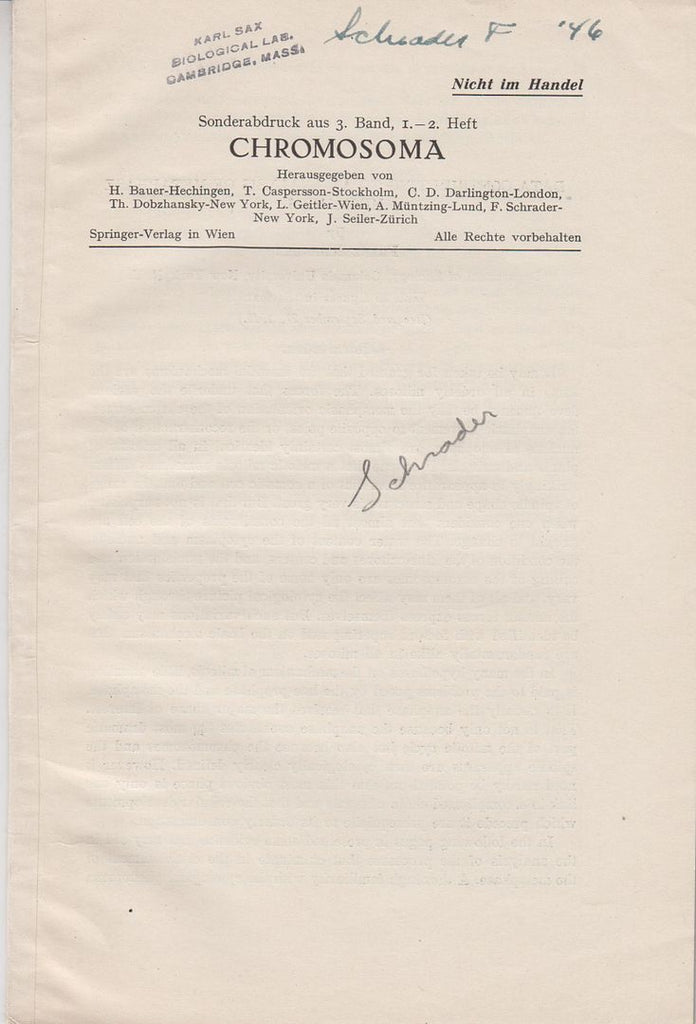 KARL SAX
BIOLOGICAL LAB.
CAMBRIDGE, MASS.
Schrader F '46
Nicht im Handel
Sonderabdruck aus 3. Band, 1.—2. Heft
CHROMOSOMA
Herausgegeben von
H. Bauer-Hechingen, T. Caspersson-Stockholm, C. D. Darlington-London,
Th. Dobzhansky-New York, L. Geitler-Wien, A. Müntzing-Lund, F. Schrader-
New York, J. Seiler-Zürich
Springer-Verlag in Wien Alle Rechte vorbehalten
Schrader